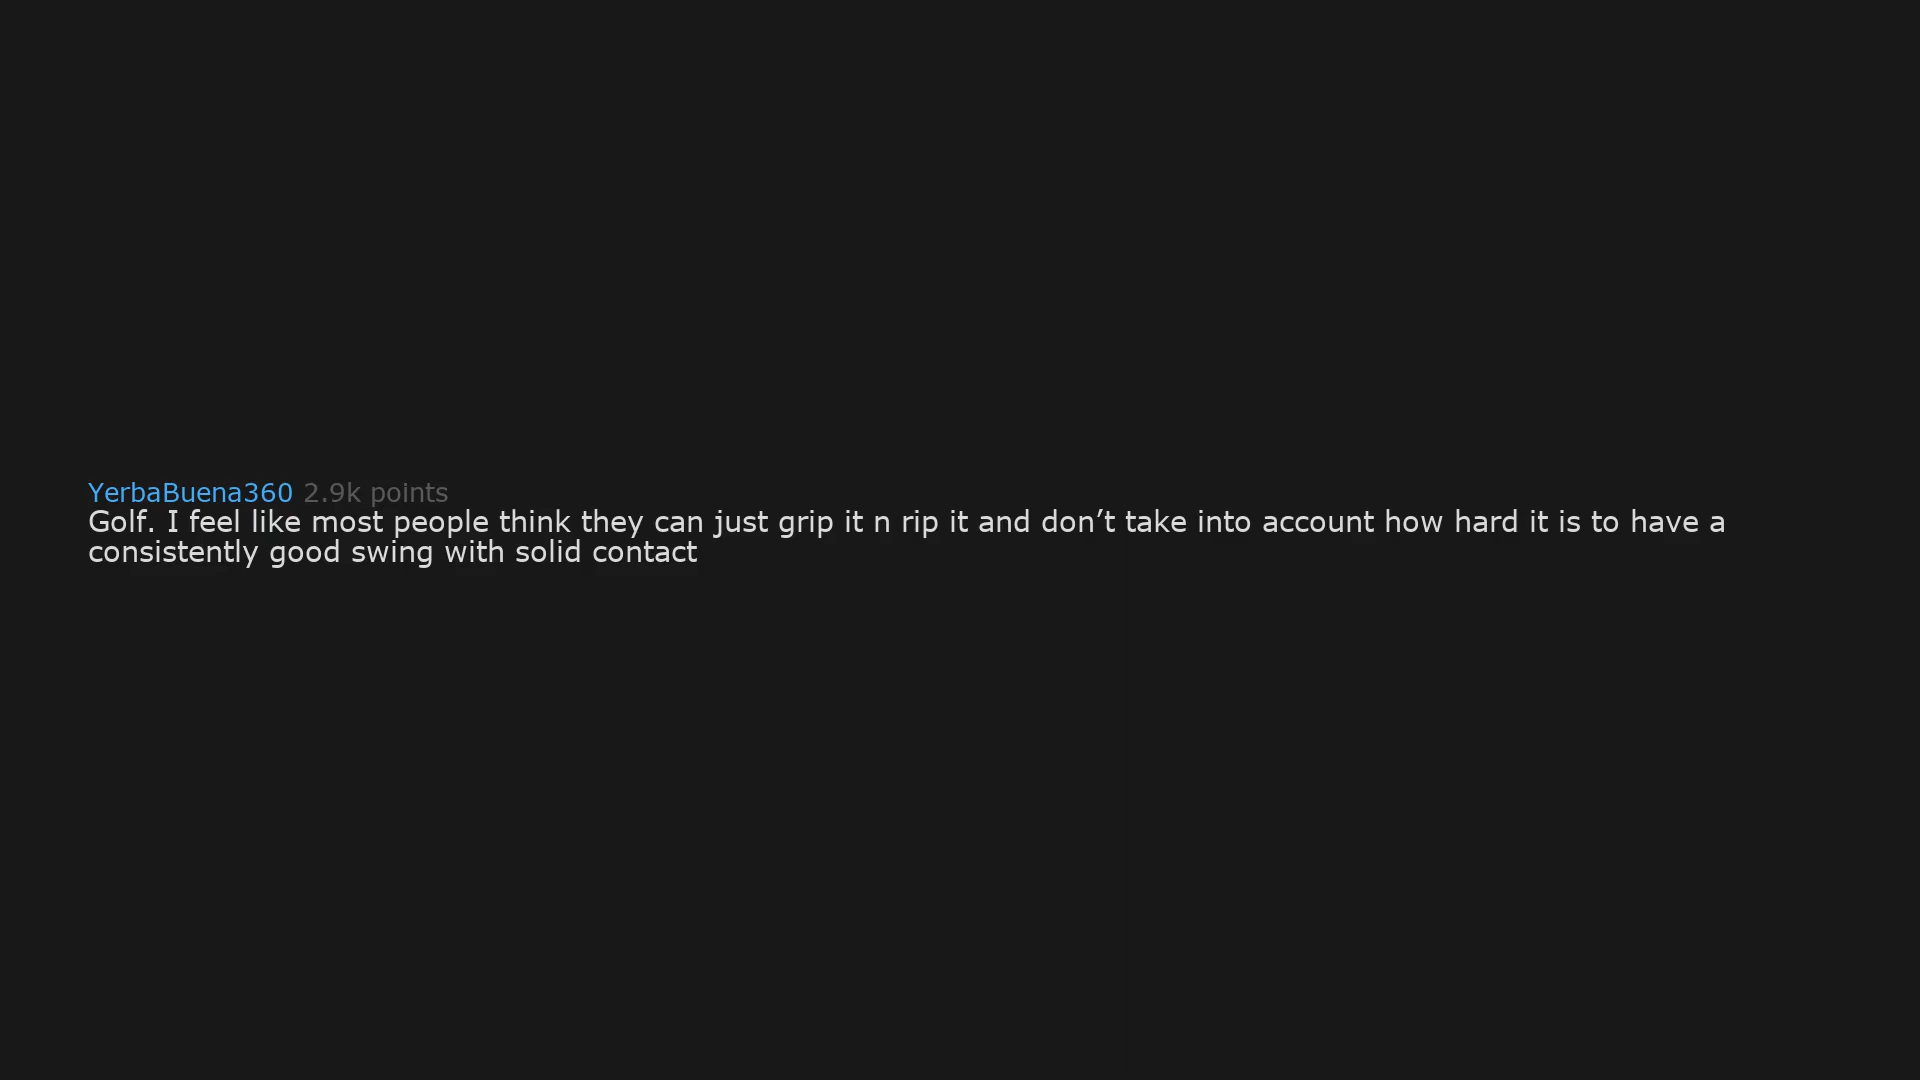 YerbaBuena360 2.9k points
Golf. I feel like most people think they can just grip it n rip it and don’t take into account how hard it is to have a
consistently good swing with solid contact